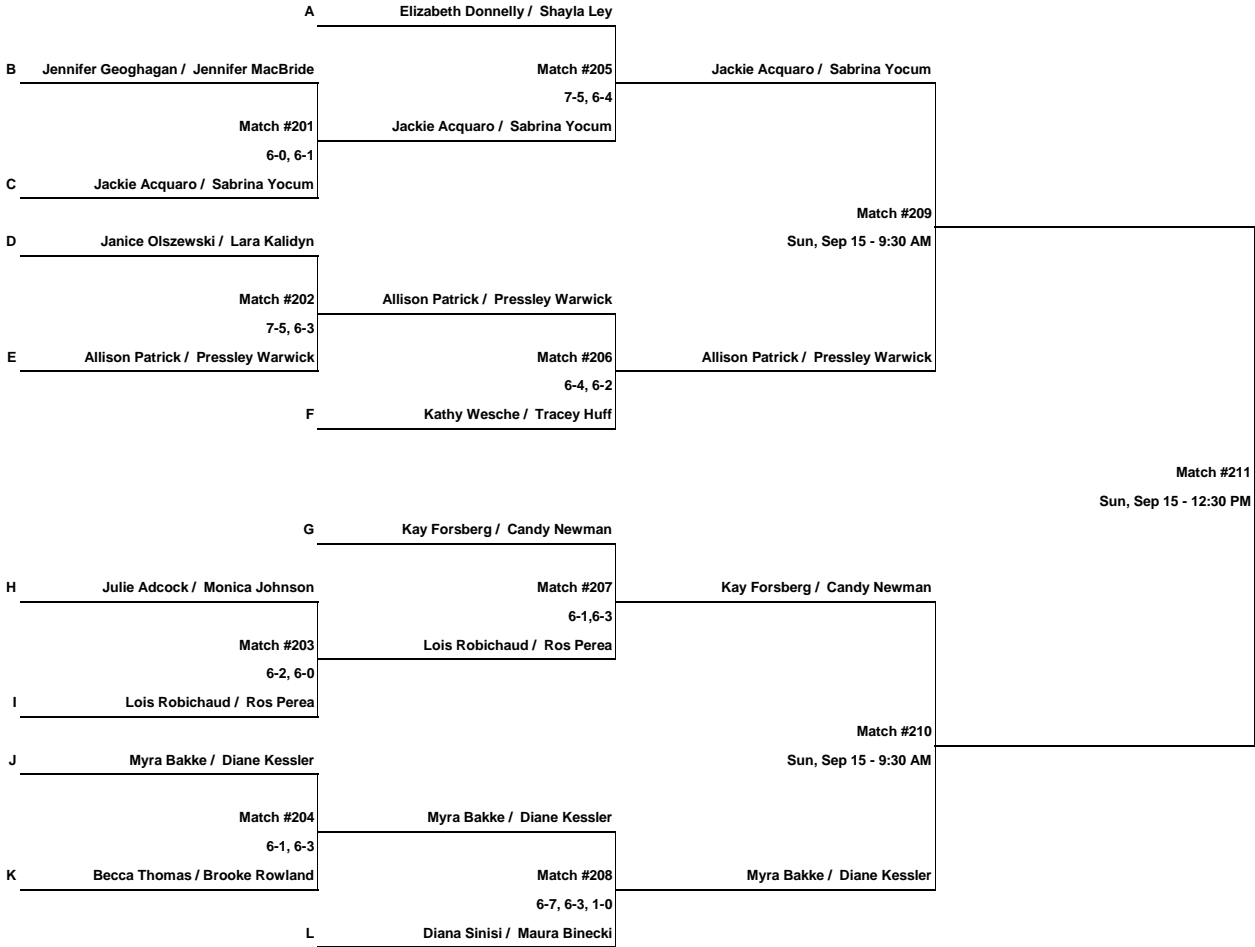 A Elizabeth Donnelly / Shayla Ley
B Jennifer Geoghagan / Jennifer MacBride
Match #205
Jackie Acquaro / Sabrina Yocum
7-5, 6-4
Match #201
Jackie Acquaro / Sabrina Yocum
6-0, 6-1
C Jackie Acquaro / Sabrina Yocum
Match #209
D Janice Olszewski / Lara Kalidyn
Sun, Sep 15 - 9:30 AM
Match #202
Allison Patrick / Pressley Warwick
7-5, 6-3
E Allison Patrick / Pressley Warwick
Match #206
Allison Patrick / Pressley Warwick
6-4, 6-2
F Kathy Wesche / Tracey Huff
Match #211
Sun, Sep 15 - 12:30 PM
G Kay Forsberg / Candy Newman
H Julie Adcock / Monica Johnson
Match #207
Kay Forsberg / Candy Newman
6-1,6-3
Match #203
Lois Robichaud / Ros Perea
6-2, 6-0
I Lois Robichaud / Ros Perea
Match #210
J Myra Bakke / Diane Kessler
Sun, Sep 15 - 9:30 AM
Match #204
Myra Bakke / Diane Kessler
6-1, 6-3
K Becca Thomas / Brooke Rowland
Match #208
Myra Bakke / Diane Kessler
6-7, 6-3, 1-0
L Diana Sinisi / Maura Binecki